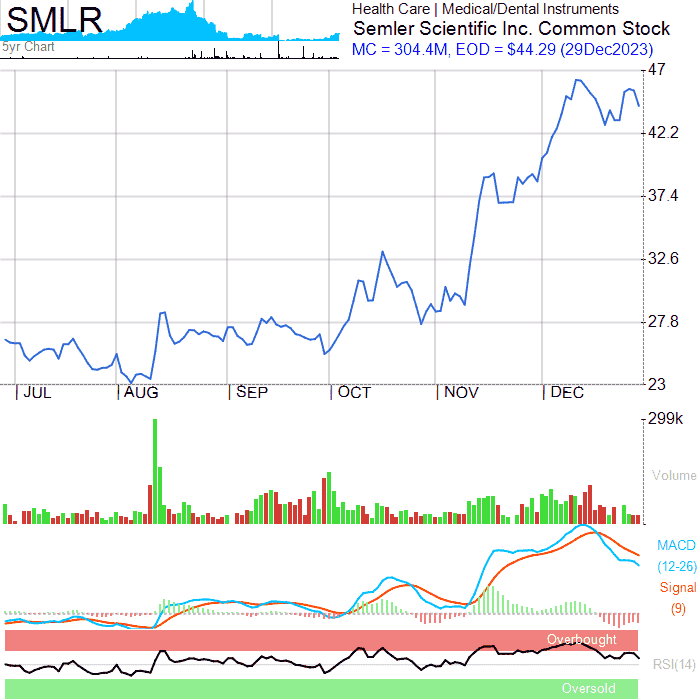 SMLR
5yr Chart
Health Care | Medical/Dental Instruments
Semler Scientific Inc. Common Stock
MC = 304.4M, EOD = $44.29 (29Dec2023)
47
42.2
37.4
32.6
27.8
23
JUL AUG SEP OCT NOV DEC
299k
Volume
MACD
(12-26)
Signal
(9)
Overbought
RSI(14)
Oversold